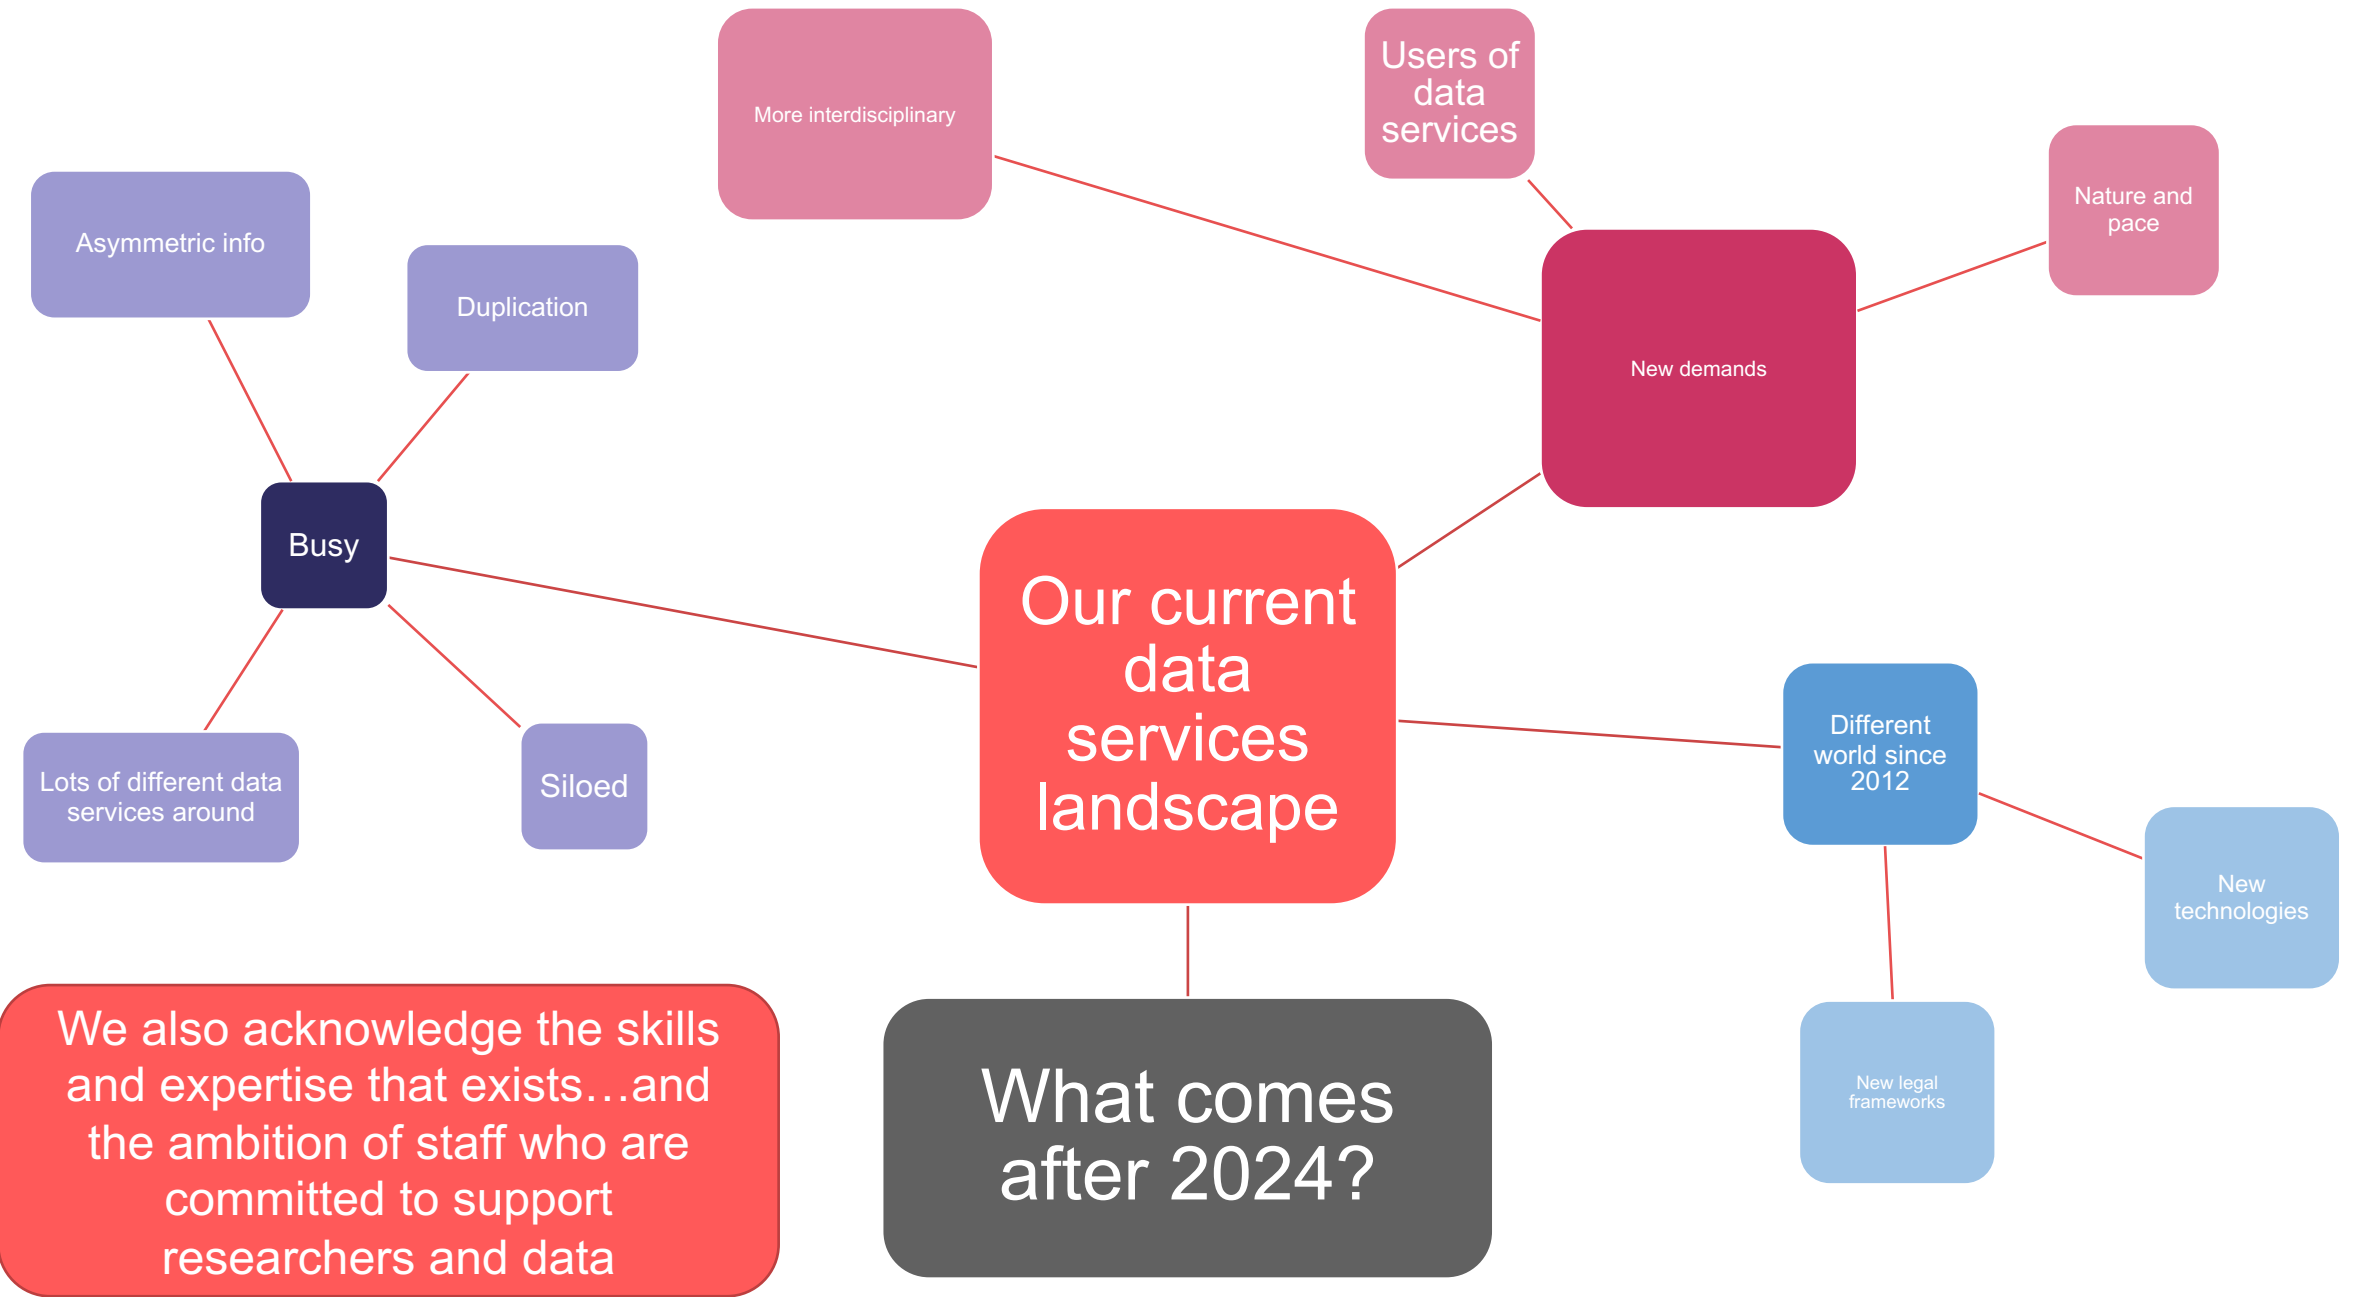 More interdisciplinary
Users of
data
services
Nature and
pace
Asymmetric info
Duplication
New demands
Busy
Our current
data
services
landscape
Different
world since
2012
Lots of different data
services around
Siloed
New
technologies
We also acknowledge the skills
and expertise that exists…and
the ambition of staff who are
committed to support
researchers and data
What comes
after 2024?
New legal
frameworks